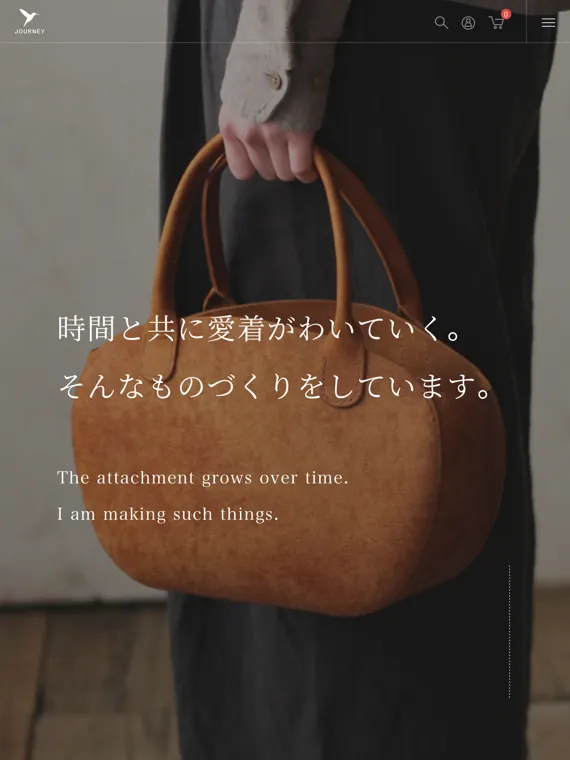 JOURNEY
0
時間と共に愛着がわいていく。
そんなものづくりをしています。
The attachment grows over time.
I am making such things.